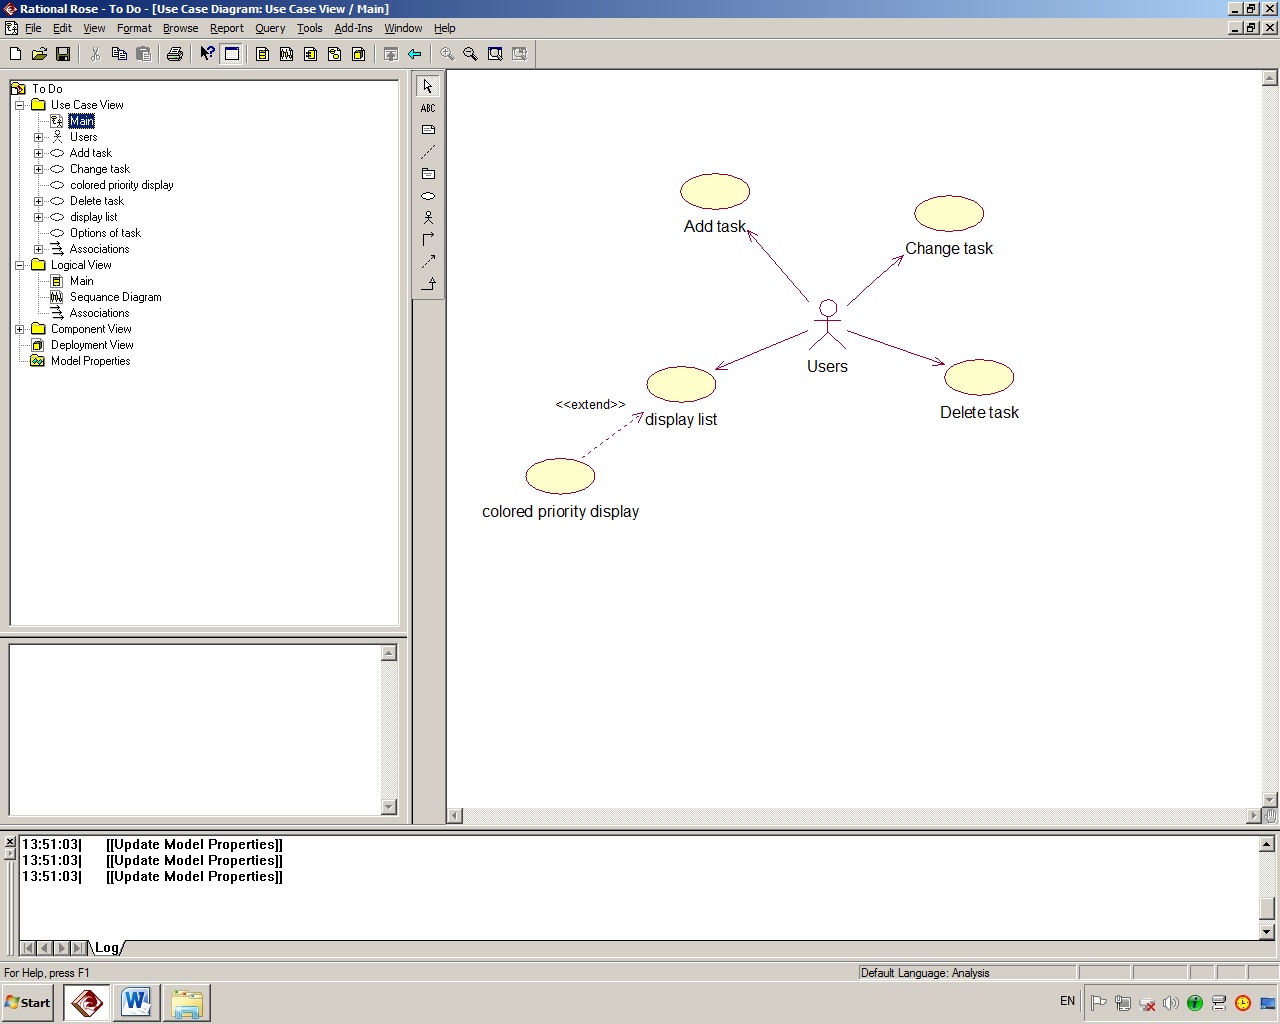 Rational Rose - To Do - [Use Case Diagram: Use Case View / Main]
File Edit View Format Browse Report Query Tools Add-Ins Window Help
To Do
Use Case View
Main
Users
Add task
Change task
colored priority display
Delete task
display list
Options of task
Associations
Logical View
Main
Sequence Diagram
Associations
Component View
Deployment View
Model Properties
ABC
Add task
Change task
Users
Delete task
<<extend>>
display list
colored priority display
13:51:03| [[Update Model Properties]]
13:51:03| [[Update Model Properties]]
13:51:03| [[Update Model Properties]]
Log
For Help, press F1
Default Language: Analysis
Start
EN